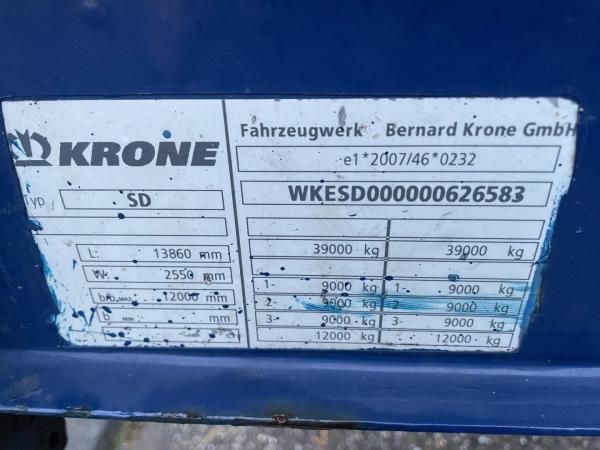 KRONE
Typ SD
L: 13860 mm
W: 2550 mm
b/b MAX 12000 mm
b MIN mm
Fahrzeugwerk Bernard Krone GmbH
e1*2007/46*0232
WKESD000000626583
39000 kg 39000 kg
1- 9000 kg 1- 9000 kg
2- 9000 kg 2 9000 kg
3- 9000 kg 3- 9000 kg
12000 kg 12000 kg